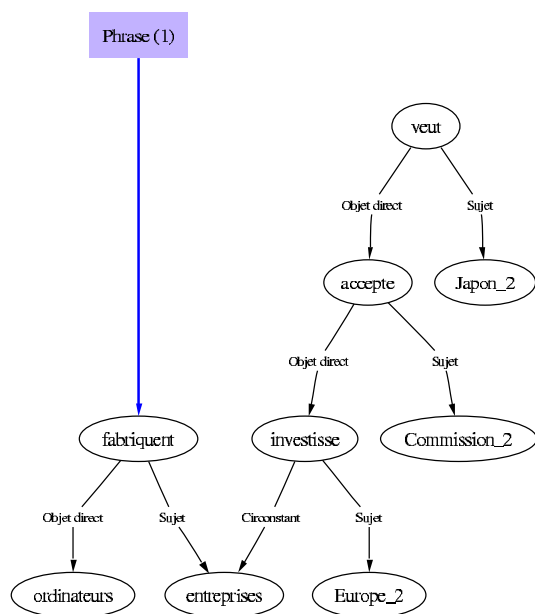 Phrase (1)
veut
Objet direct
Sujet
accepte
Japon_2
Objet direct
Sujet
fabriquent
investisse
Commission_2
Objet direct
Sujet
Circonstant
Sujet
ordinateurs
entreprises
Europe_2